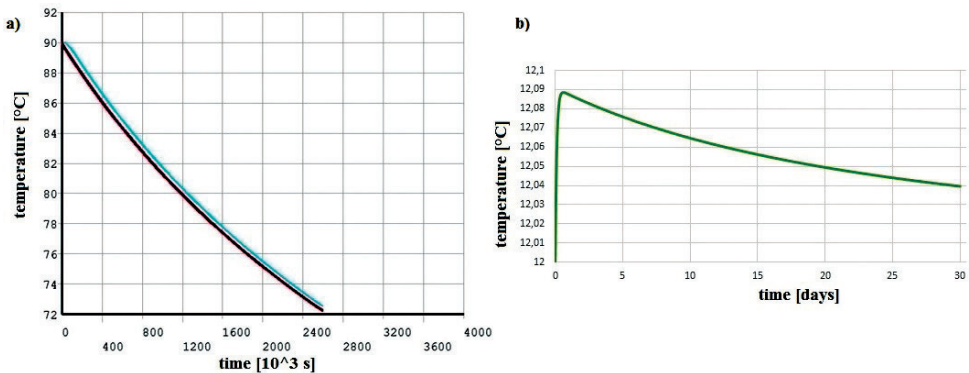 a)
92
90
88
86
84
82
80
78
76
74
72
temperature [°C]
0 800 1600 2400 3200 4000
400 1200 2000 2800 3600
time [10^3 s]
b)
12,1
12,09
12,08
12,07
12,06
12,05
12,04
12,03
12,02
12,01
12
temperature [°C]
0 5 10 15 20 25 30
time [days]